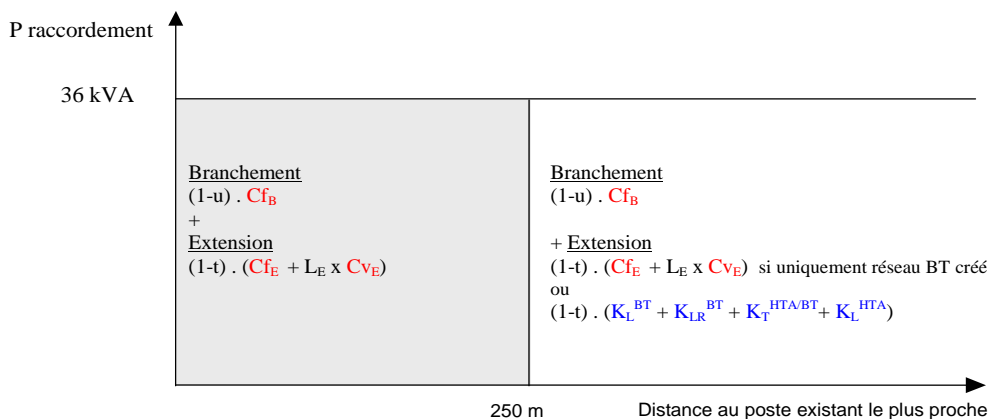 P raccordement
36 kVA
Branchement
(1-u) . Cf_B
+
Extension
(1-t) . (Cf_E + L_E x Cv_E)
Branchement
(1-u) . Cf_B
+ Extension
(1-t) . (Cf_E + L_E x Cv_E) si uniquement réseau BT créé
ou
(1-t) . (K_L^BT + K_LR^BT + K_T^HTA/BT + K_L^HTA)
250 m
Distance au poste existant le plus proche